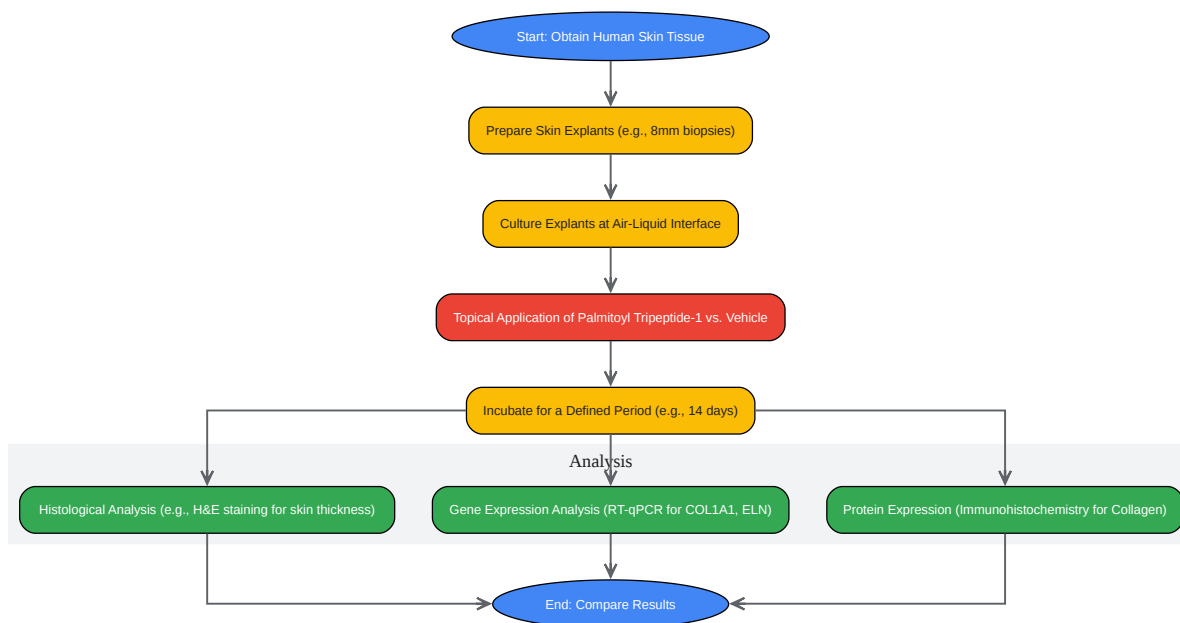 Start: Obtain Human Skin Tissue
Prepare Skin Explants (e.g., 8mm biopsies)
Culture Explants at Air-Liquid Interface
Topical Application of Palmitoyl Tripeptide-1 vs. Vehicle
Incubate for a Defined Period (e.g., 14 days)
Analysis
Histological Analysis (e.g., H&E staining for skin thickness)
Gene Expression Analysis (RT-qPCR for COL1A1, ELN)
Protein Expression (Immunohistochemistry for Collagen)
End: Compare Results